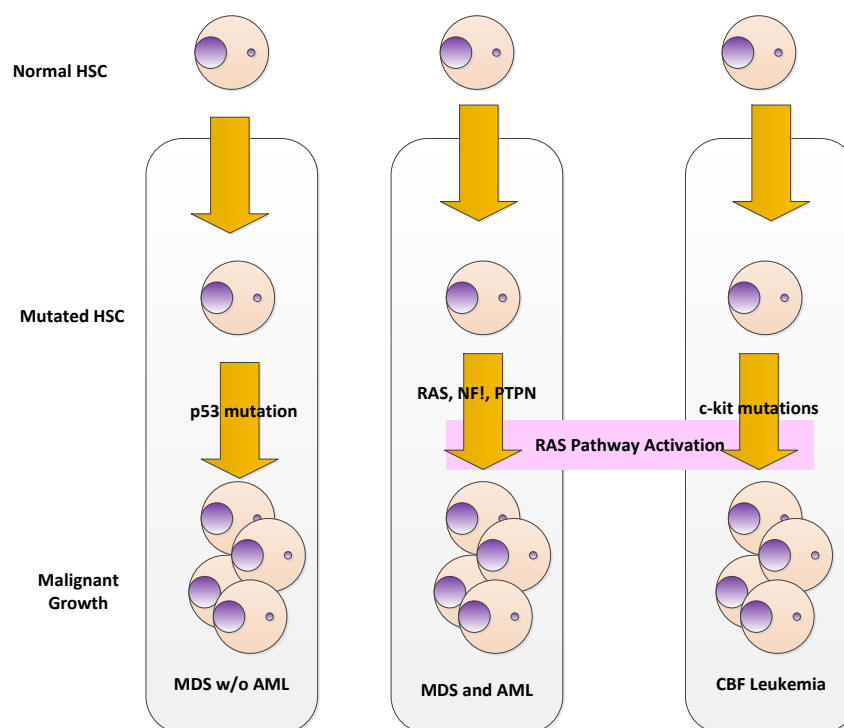 Normal HSC
Mutated HSC
p53 mutation
RAS, NF!, PTPN
c-kit mutations
RAS Pathway Activation
Malignant
Growth
MDS w/o AML
MDS and AML
CBF Leukemia